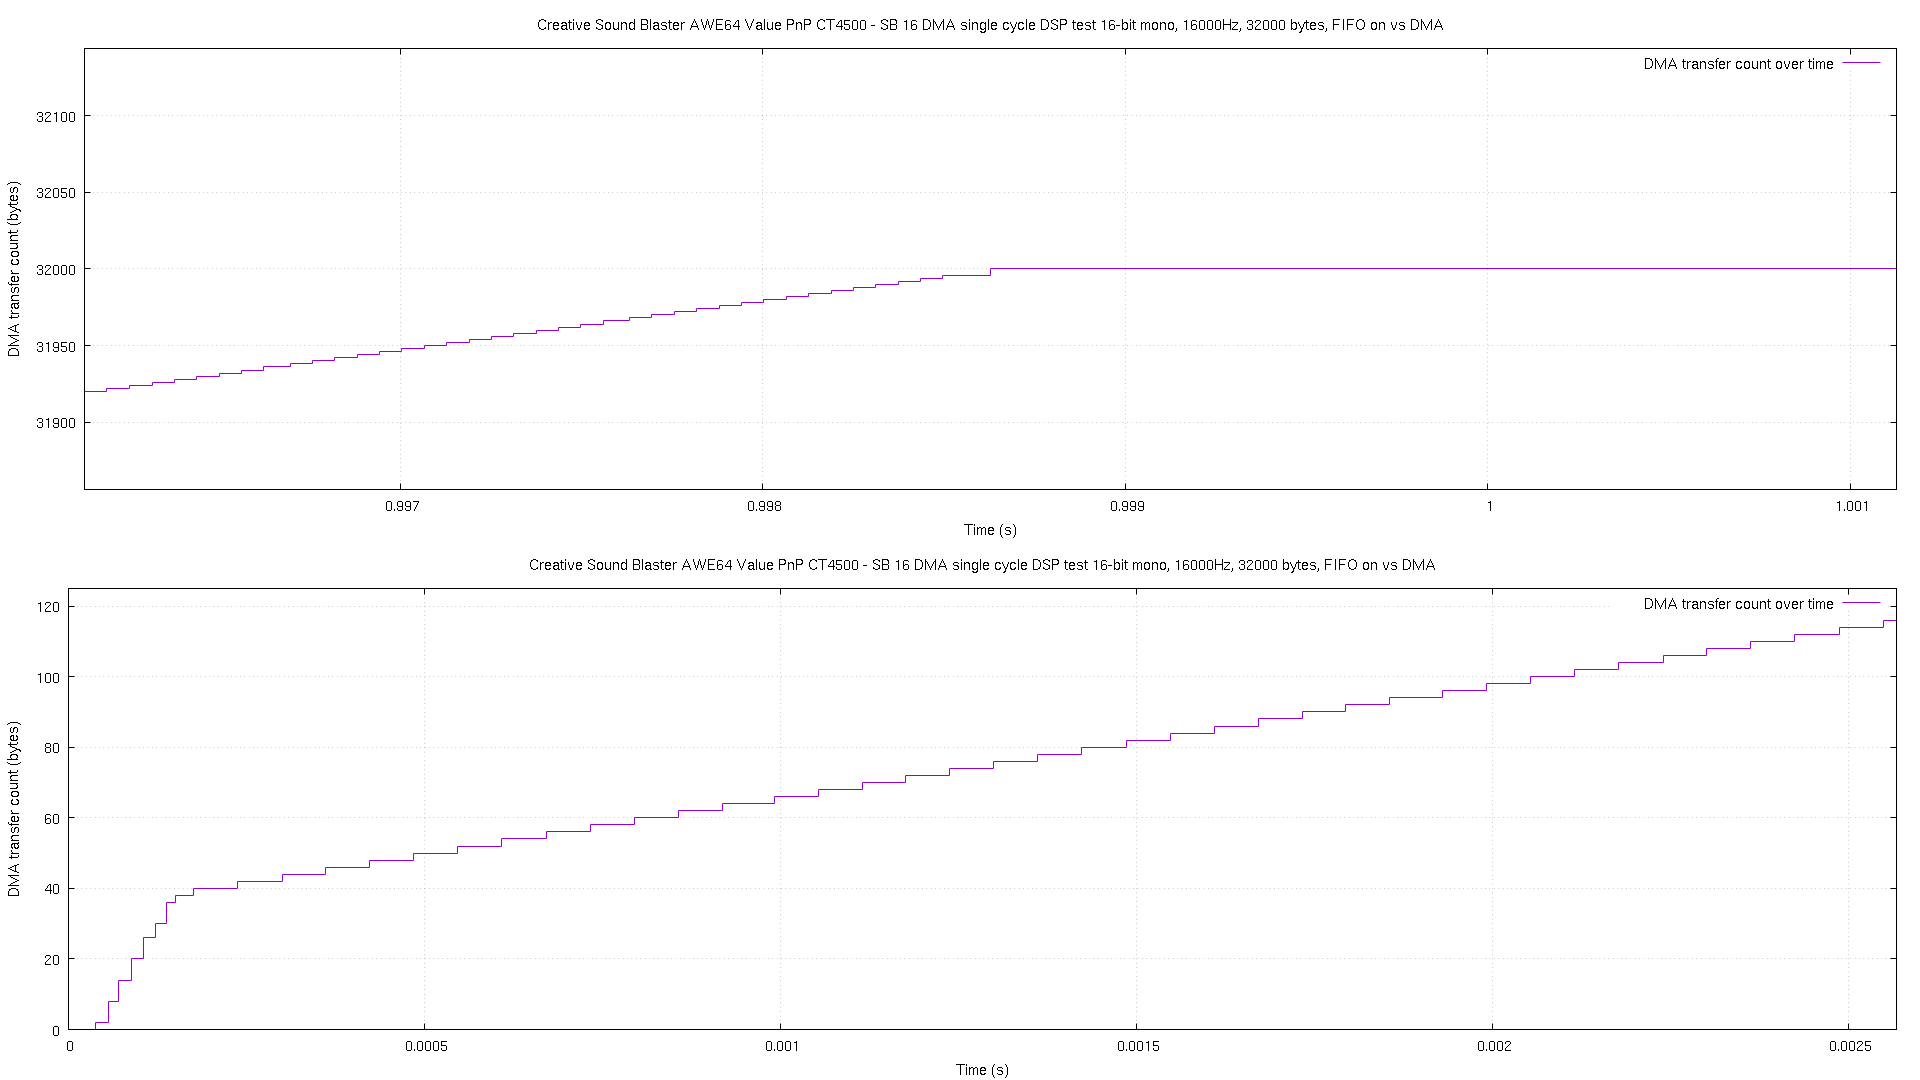 Creative Sound Blaster AWE64 Value PnP CT4500 - SB 16 DMA single cycle DSP test 16-bit mono, 16000Hz, 32000 bytes, FIFO on vs DMA
DMA transfer count over time
32100
32050
32000
31950
31900
DMA transfer count (bytes)
0.997 0.998 0.999 1 1.001
Time (s)
Creative Sound Blaster AWE64 Value PnP CT4500 - SB 16 DMA single cycle DSP test 16-bit mono, 16000Hz, 32000 bytes, FIFO on vs DMA
DMA transfer count over time
120
100
80
60
40
20
0
DMA transfer count (bytes)
0 0.0005 0.001 0.0015 0.002 0.0025
Time (s)